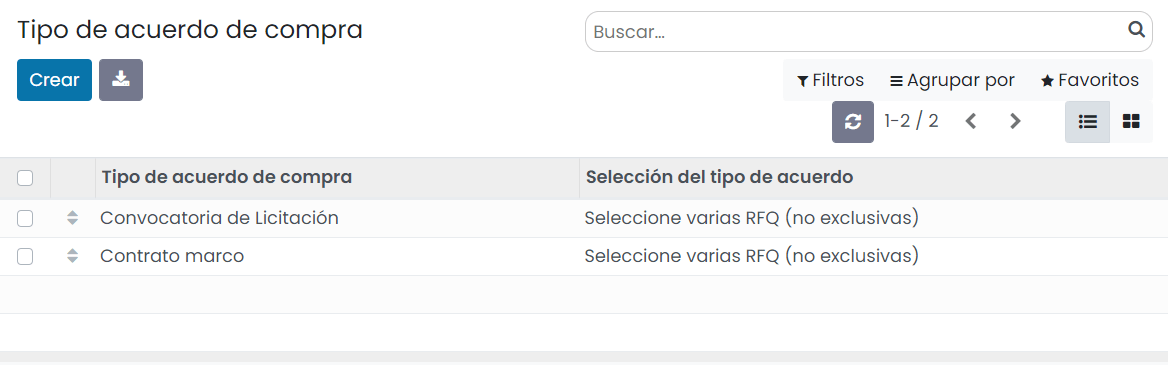 Tipo de acuerdo de compra
Buscar...
Crear
Filtros Agrupar por Favoritos
1-2 / 2
Tipo de acuerdo de compra Selección del tipo de acuerdo
Convocatoria de Licitación Seleccione varias RFQ (no exclusivas)
Contrato marco Seleccione varias RFQ (no exclusivas)